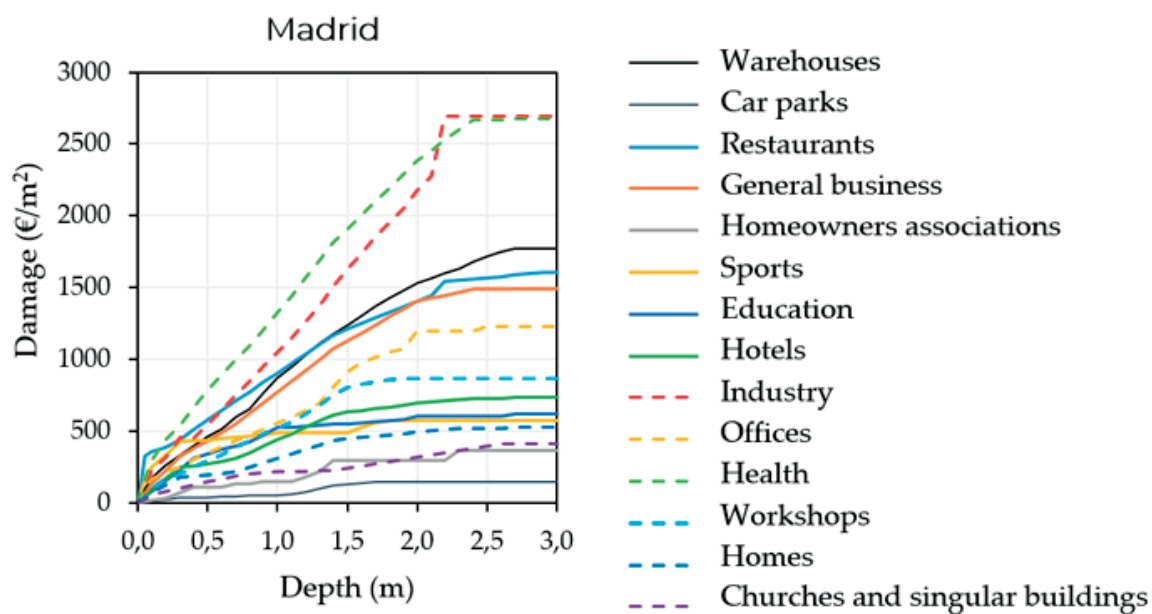 Madrid
3000
2500
2000
1500
1000
500
0
Damage (€/m²)
0,0 0,5 1,0 1,5 2,0 2,5 3,0
Depth (m)
Warehouses
Car parks
Restaurants
General business
Homeowners associations
Sports
Education
Hotels
Industry
Offices
Health
Workshops
Homes
Churches and singular buildings